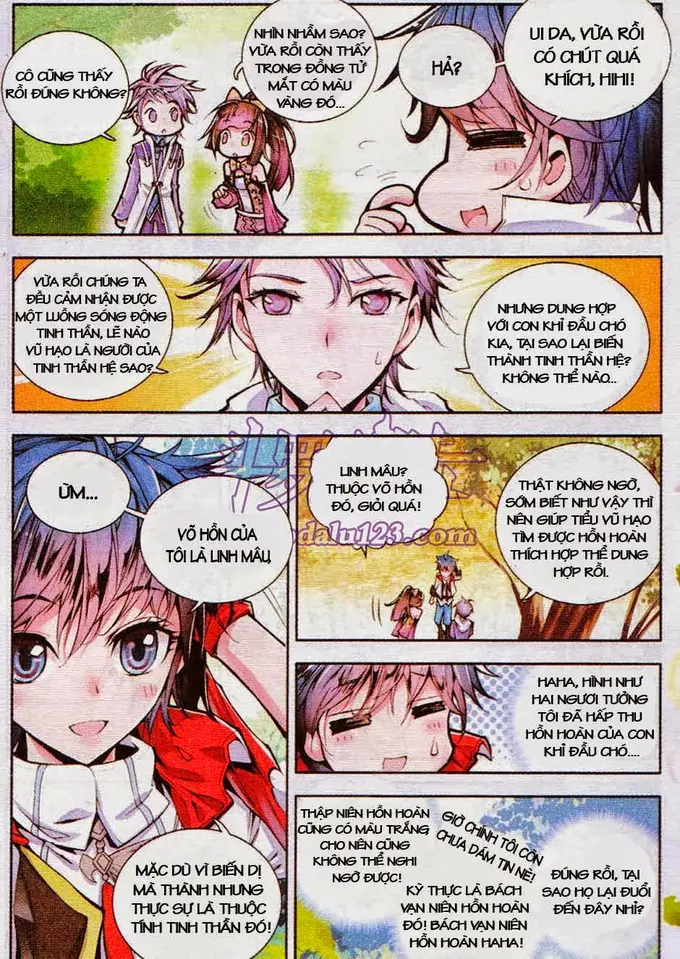 CÔ CŨNG THẤY
RỒI ĐÚNG KHÔNG?
NHÌN NHẦM SAO?
VỪA RỒI CÒN THẤY
TRONG ĐỒNG TỬ
MẮT CÓ MÀU
VÀNG ĐÓ...
HẢ?
UI DA, VỪA RỒI
CÓ CHÚT QUÁ
KHÍCH, HIHI!
VỪA RỒI CHÚNG TA
ĐỀU CẢM NHẬN ĐƯỢC
MỘT LUỒNG SÓNG ĐỘNG
TINH THẦN, LẼ NÀO
VŨ HẠO LÀ NGƯỜI CỦA
TINH THẦN HỆ SAO?
NHƯNG DUNG HỢP
VỚI CON KHỈ ĐẦU CHÓ
KIA, TẠI SAO LẠI BIẾN
THÀNH TINH THẦN HỆ?
KHÔNG THỂ NÀO...
ỪM...
VÕ HỒN CỦA
TÔI LÀ LINH MÂU,
MẶC DÙ VÌ BIẾN DỊ
MÀ THÀNH NHƯNG
THỰC SỰ LÀ THUỘC
TÍNH TINH THẦN ĐÓ!
LINH MÂU?
THUỘC VÕ HỒN
ĐÓ, GIỎI QUÁ!
dalu123.com
THẬT KHÔNG NGỜ,
SỚM BIẾT NHƯ VẬY THÌ
NÊN GIÚP TIỂU VŨ HẠO
TÌM ĐƯỢC HỒN HOÀN
THÍCH HỢP THỂ DUNG
HỢP RỒI.
HAHA, HÌNH NHƯ
HAI NGƯƠI TƯỞNG
TÔI ĐÃ HẤP THU
HỒN HOÀN CỦA CON
KHỈ ĐẦU CHÓ....
THẬP NIÊN HỒN HOÀN
CŨNG CÓ MÀU TRẮNG
CHO NÊN CŨNG
KHÔNG THỂ NGHI
NGỜ ĐƯỢC!
GIỜ CHÍNH TÔI CÒN
CHƯA DÁM TIN NÈ!
KỲ THỰC LÀ BÁCH
VẠN NIÊN HỒN HOÀN
ĐÓ! BÁCH VẠN NIÊN
HỒN HOÀN HAHA!
ĐÚNG RỒI, TẠI
SAO HỌ LẠI ĐUỔI
ĐẾN ĐÂY NHỈ?